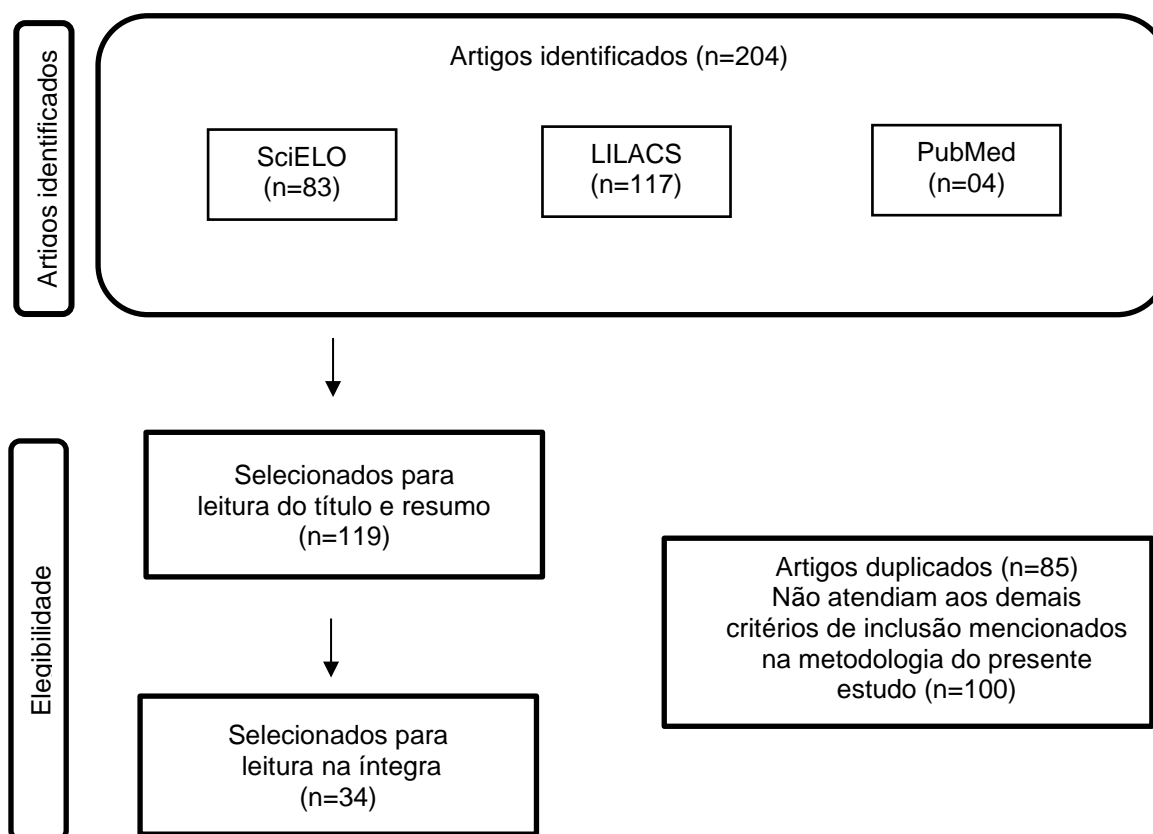 Artigos identificados
Artigos identificados (n=204)
SciELO
(n=83)
LILACS
(n=117)
PubMed
(n=04)
Elegibilidade
Selecionados para
leitura do título e resumo
(n=119)
Artigos duplicados (n=85)
Não atendiam aos demais
critérios de inclusão mencionados
na metodologia do presente
estudo (n=100)
Selecionados para
leitura na íntegra
(n=34)